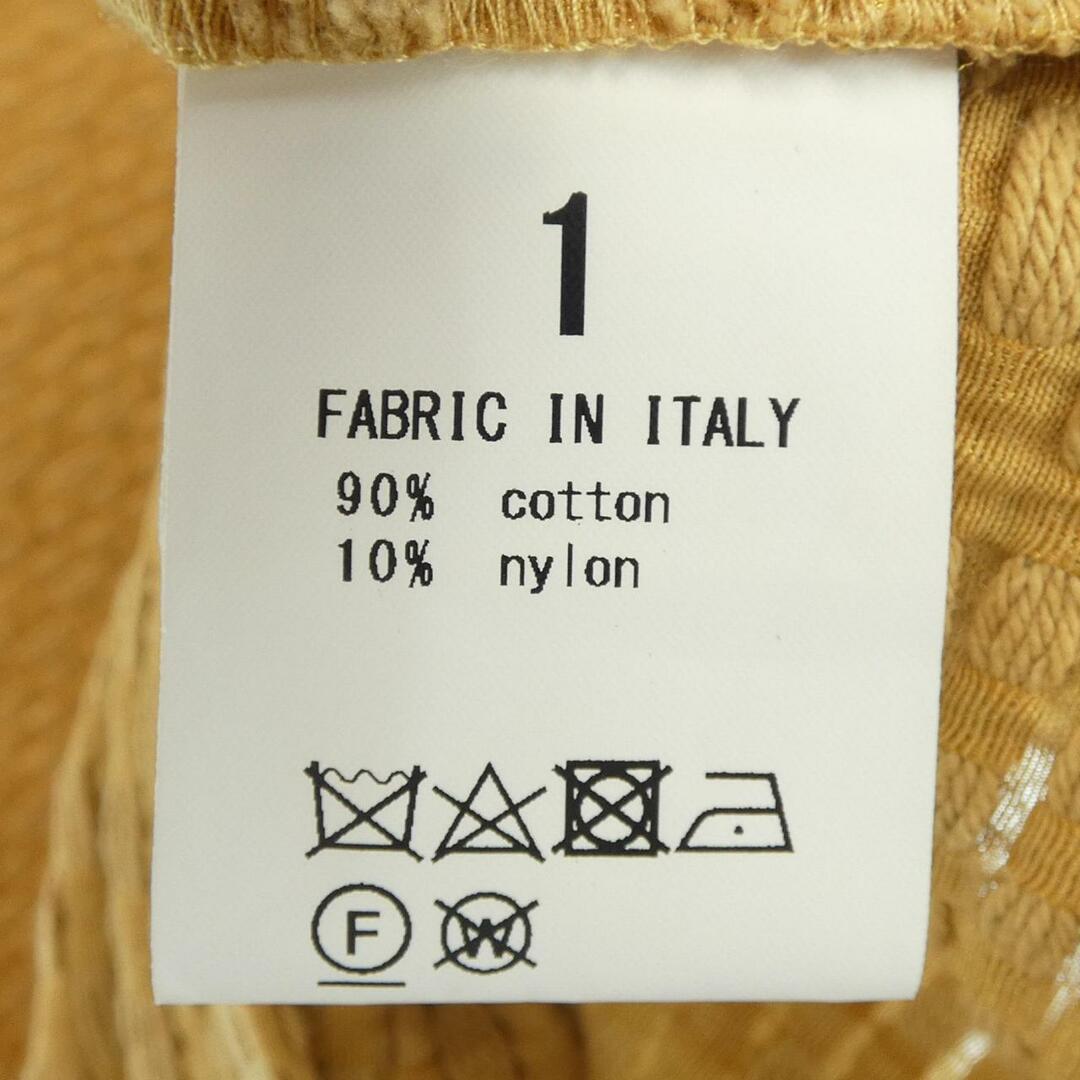 1
FABRIC IN ITALY
90% cotton
10% nylon
F W